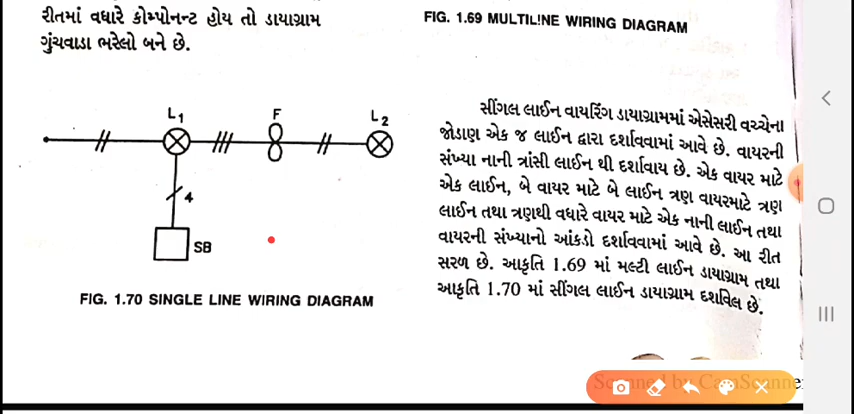 રીતમાં વધારે કોમ્પોનન્ટ હોય તો ડાયાગ્રામ
ગુંચવાડા ભરેલો બને છે.
L1
F
L2
4
SB
FIG. 1.70 SINGLE LINE WIRING DIAGRAM
FIG. 1.69 MULTILINE WIRING DIAGRAM
સીંગલ લાઈન વાયરિંગ ડાયાગ્રામમાં એસેસરી વચ્ચેના
જોડાણ એક જ લાઈન દ્વારા દર્શાવવામાં આવે છે. વાયરની
સંખ્યા નાની ત્રાંસી લાઈન થી દર્શાવાય છે. એક વાયર માટે
એક લાઈન, બે વાયર માટે બે લાઈન ત્રણ વાયરમાટે ત્રણ
લાઈન તથા ત્રણથી વધારે વાયર માટે એક નાની લાઈન તથા
વાયરની સંખ્યાનો આંકડો દર્શાવવામાં આવે છે. આ રીત
સરળ છે. આકૃતિ 1.69 માં મલ્ટી લાઈન ડાયાગ્રામ તથા
આકૃતિ 1.70 માં સીંગલ લાઈન ડાયાગ્રામ દર્શાવેલ છે.